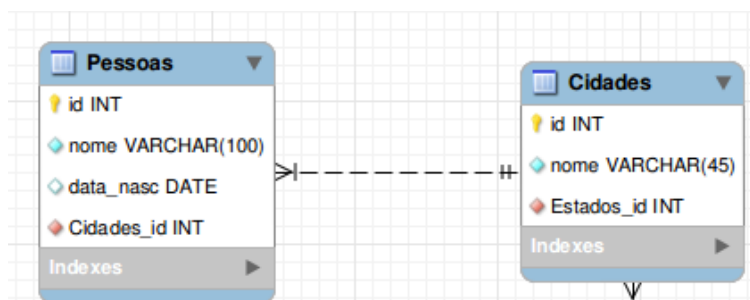 Pessoas
id INT
nome VARCHAR(100)
data_nasc DATE
Cidades_id INT
Indexes
Cidades
id INT
nome VARCHAR(45)
Estados_id INT
Indexes